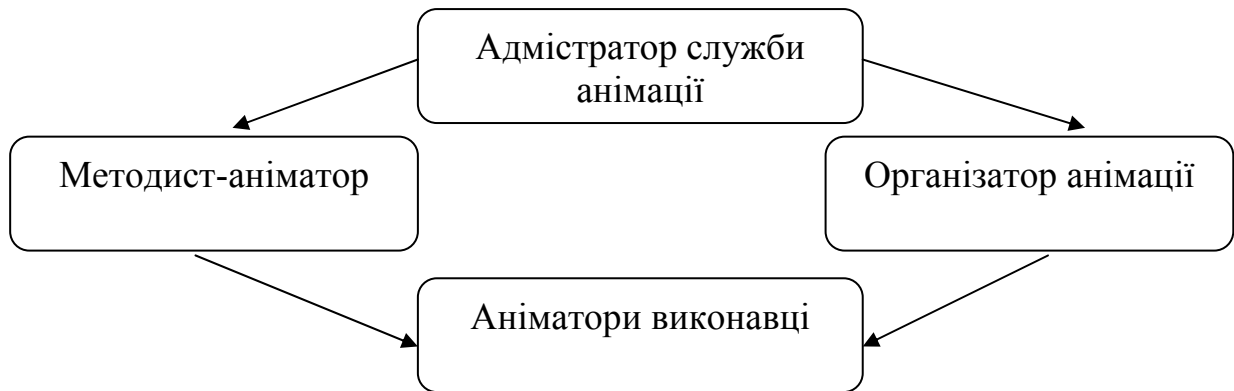 Адмістратор служби
анімації
Методист-аніматор
Організатор анімації
Аніматори виконавці